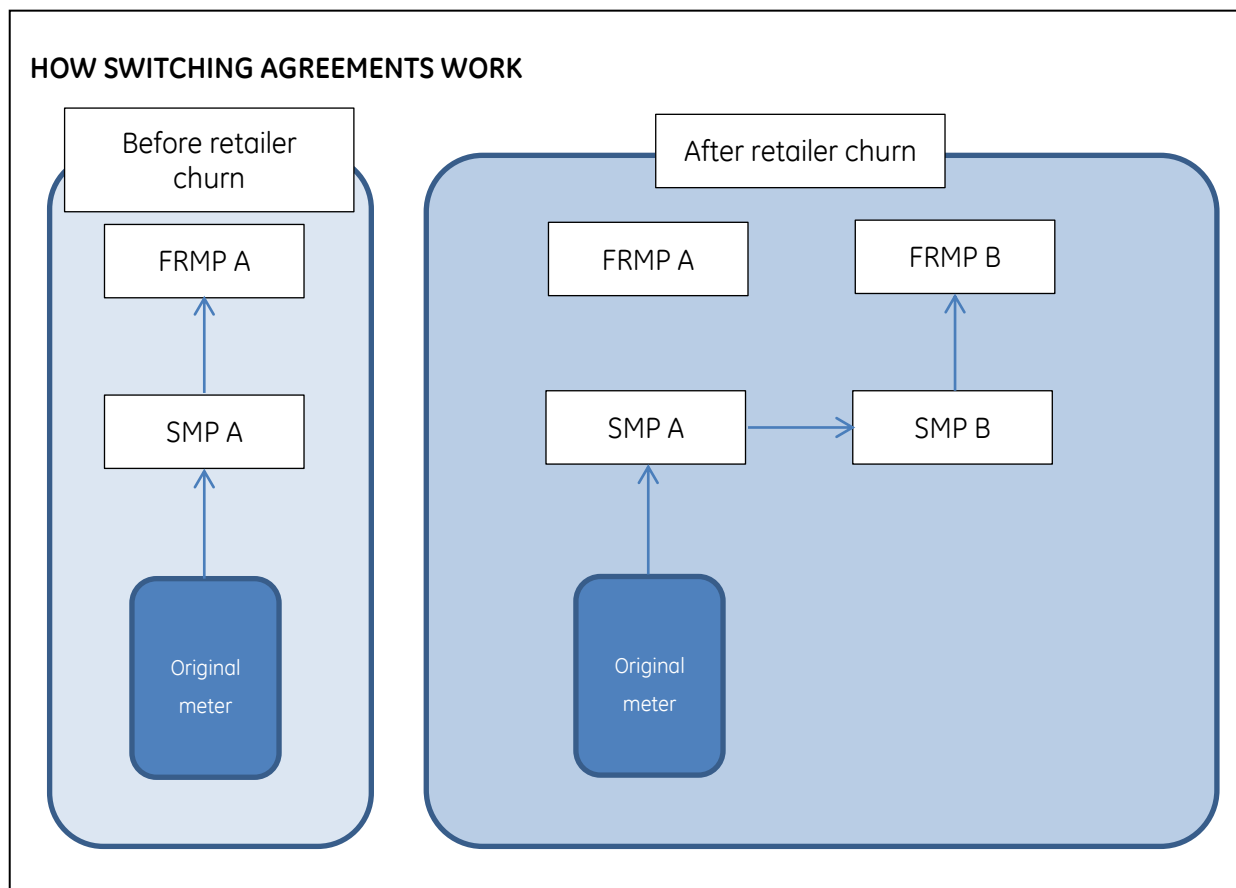 HOW SWITCHING AGREEMENTS WORK
Before retailer
churn
FRMP A
SMP A
Original
meter
After retailer churn
FRMP A
FRMP B
SMP A
SMP B
Original
meter